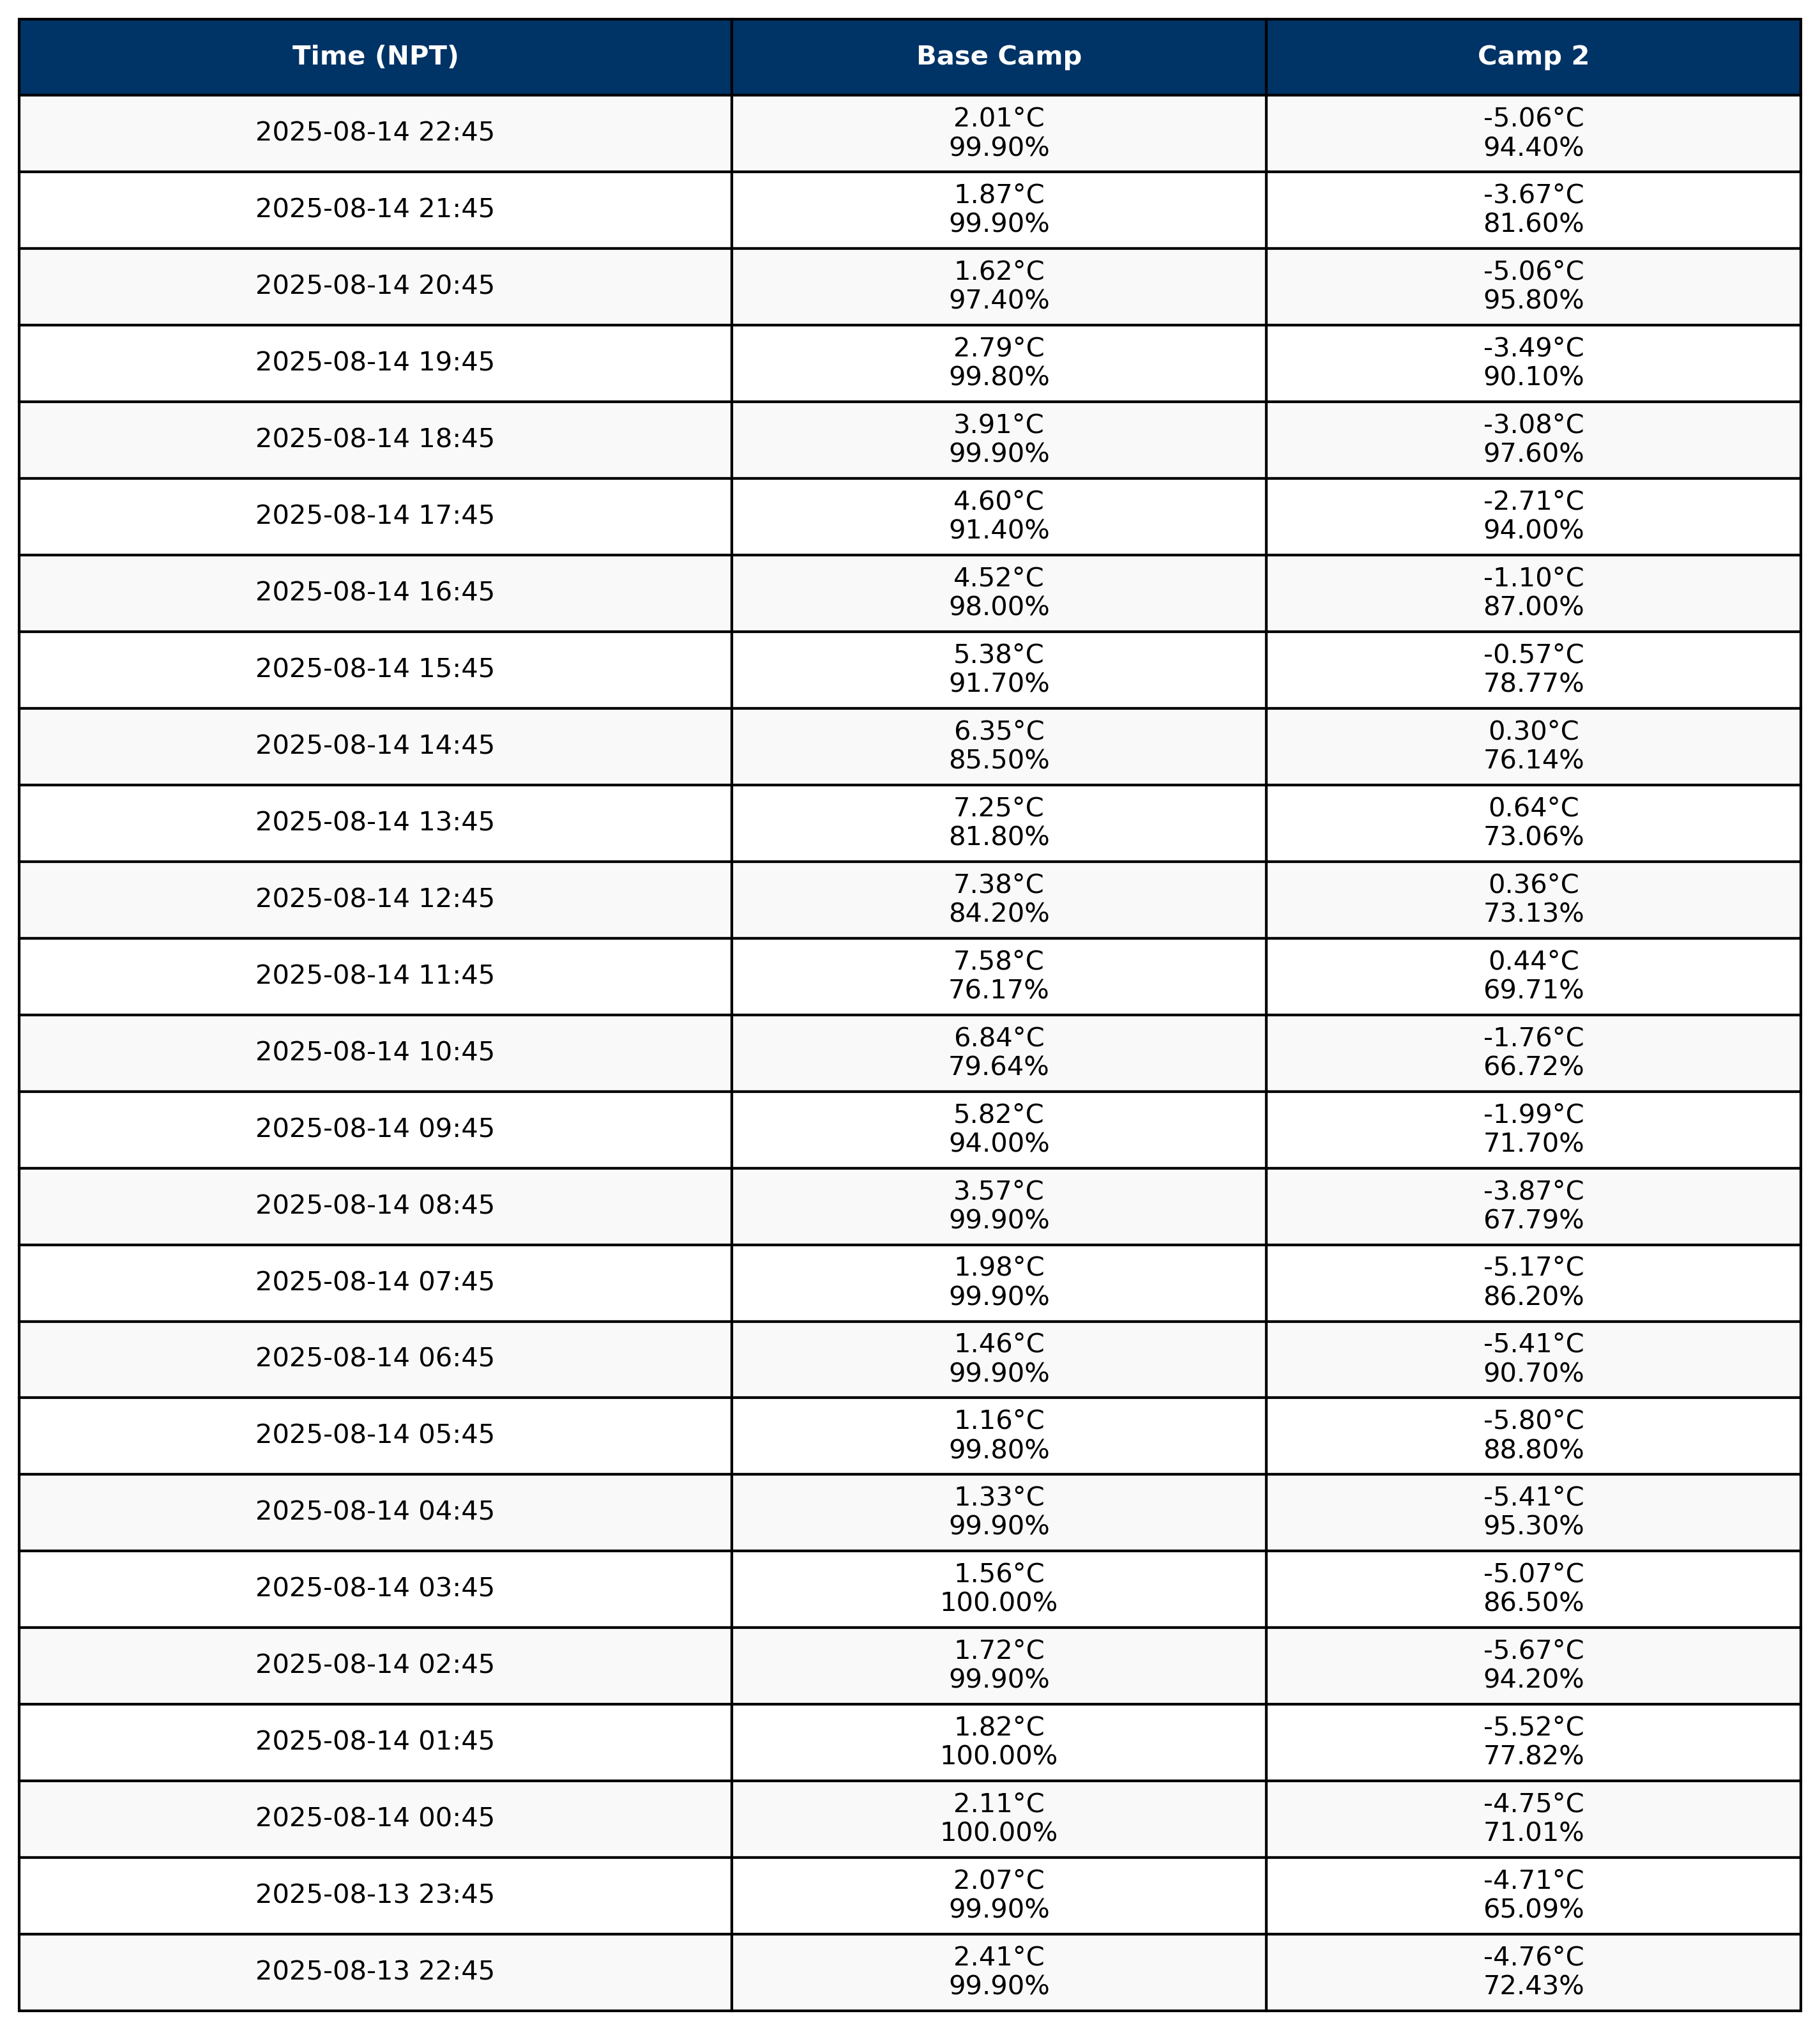 Time (NPT) Base Camp Camp 2
2025-08-14 22:45
2.01°C
99.90%
-5.06°C
94.40%
2025-08-14 21:45
1.87°C
99.90%
-3.67°C
81.60%
2025-08-14 20:45
1.62°C
97.40%
-5.06°C
95.80%
2025-08-14 19:45
2.79°C
99.80%
-3.49°C
90.10%
2025-08-14 18:45
3.91°C
99.90%
-3.08°C
97.60%
2025-08-14 17:45
4.60°C
91.40%
-2.71°C
94.00%
2025-08-14 16:45
4.52°C
98.00%
-1.10°C
87.00%
2025-08-14 15:45
5.38°C
91.70%
-0.57°C
78.77%
2025-08-14 14:45
6.35°C
85.50%
0.30°C
76.14%
2025-08-14 13:45
7.25°C
81.80%
0.64°C
73.06%
2025-08-14 12:45
7.38°C
84.20%
0.36°C
73.13%
2025-08-14 11:45
7.58°C
76.17%
0.44°C
69.71%
2025-08-14 10:45
6.84°C
79.64%
-1.76°C
66.72%
2025-08-14 09:45
5.82°C
94.00%
-1.99°C
71.70%
2025-08-14 08:45
3.57°C
99.90%
-3.87°C
67.79%
2025-08-14 07:45
1.98°C
99.90%
-5.17°C
86.20%
2025-08-14 06:45
1.46°C
99.90%
-5.41°C
90.70%
2025-08-14 05:45
1.16°C
99.80%
-5.80°C
88.80%
2025-08-14 04:45
1.33°C
99.90%
-5.41°C
95.30%
2025-08-14 03:45
1.56°C
100.00%
-5.07°C
86.50%
2025-08-14 02:45
1.72°C
99.90%
-5.67°C
94.20%
2025-08-14 01:45
1.82°C
100.00%
-5.52°C
77.82%
2025-08-14 00:45
2.11°C
100.00%
-4.75°C
71.01%
2025-08-13 23:45
2.07°C
99.90%
-4.71°C
65.09%
2025-08-13 22:45
2.41°C
99.90%
-4.76°C
72.43%